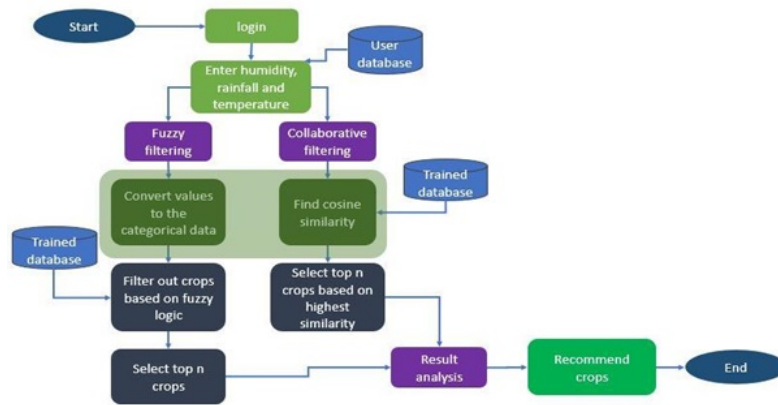 Start
login
User
database
Enter humidity,
rainfall and
temperature
Fuzzy
filtering
Collaborative
filtering
Trained
database
Convert values
to the
categorical data
Find cosine
similarity
Trained
database
Filter out crops
based on fuzzy
logic
Select top n
crops based on
highest
similarity
Select top n
crops
Result
analysis
Recommend
crops
End